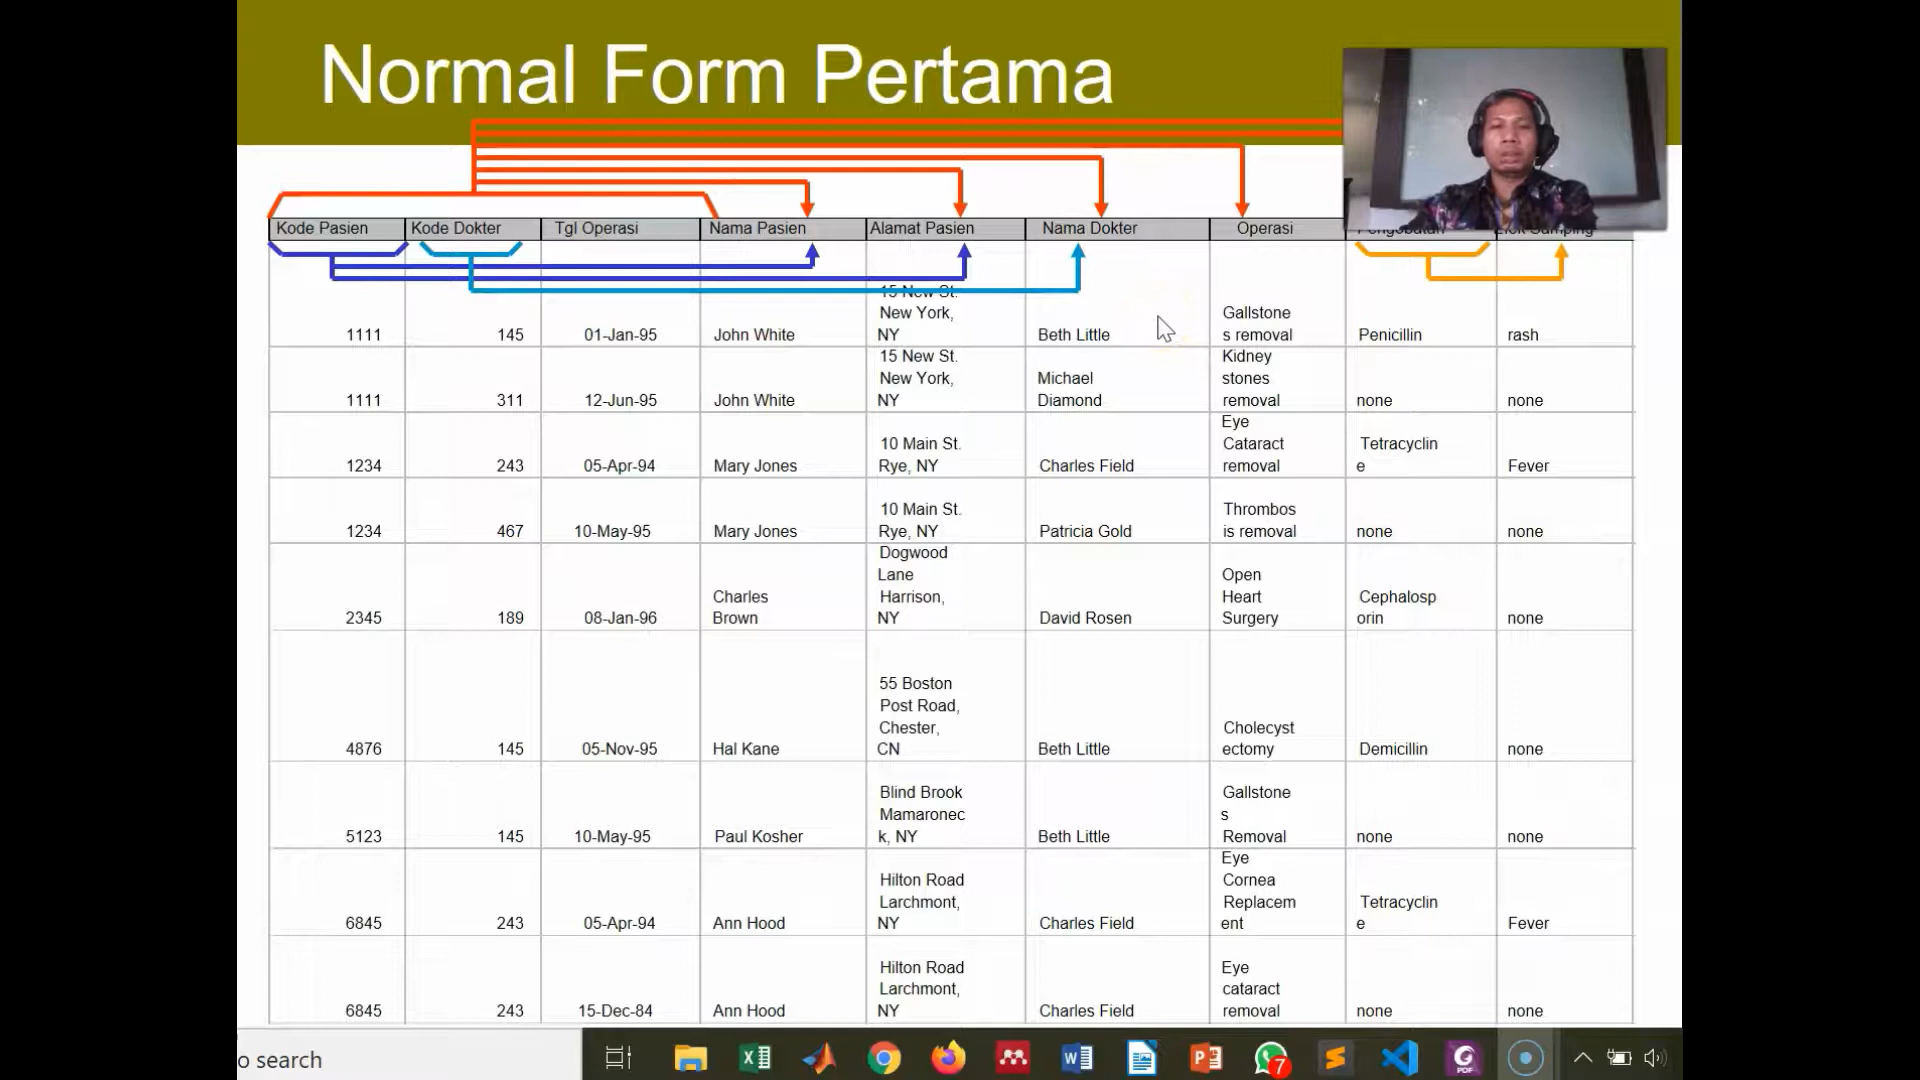 Normal Form Pertama
Kode Pasien Kode Dokter Tgl Operasi Nama Pasien Alamat Pasien Nama Dokter Operasi Pengobatan Efek Samping
15 New St.
New York, Gallstone
1111 145 01-Jan-95 John White NY Beth Little s removal Penicillin rash
15 New St. Kidney
New York, Michael stones
1111 311 12-Jun-95 John White NY Diamond removal none none
Eye
10 Main St. Cataract Tetracyclin
1234 243 05-Apr-94 Mary Jones Rye, NY Charles Field removal e Fever
10 Main St. Thrombos
1234 467 10-May-95 Mary Jones Rye, NY Patricia Gold is removal none none
Dogwood
Lane Open
Charles Harrison, Heart Cephalosp
2345 189 08-Jan-96 Brown NY David Rosen Surgery orin none
55 Boston
Post Road,
Chester, Cholecyst
4876 145 05-Nov-95 Hal Kane CN Beth Little ectomy Demicillin none
Blind Brook Gallstone
Mamaronec s
5123 145 10-May-95 Paul Kosher k, NY Beth Little Removal none none
Eye
Hilton Road Cornea
Larchmont, Replacem Tetracyclin
6845 243 05-Apr-94 Ann Hood NY Charles Field ent e Fever
Hilton Road Eye
Larchmont, cataract
6845 243 15-Dec-84 Ann Hood NY Charles Field removal none none
o search
7
PDF